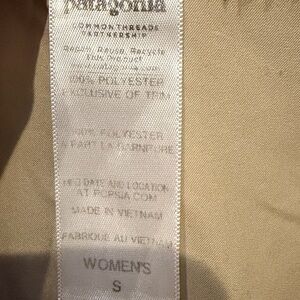 patagonia
COMMON THREADS
PARTNERSHIP
Repair, Reuse, Recycle
This Product
100% POLYESTER
EXCLUSIVE OF TRIM
100% POLYESTER
À PART LA GARNITURE
MFG DATE AND LOCATION
MADE IN VIETNAM
FABRIQUÉ AU VIETNAM
WOMEN'S
S